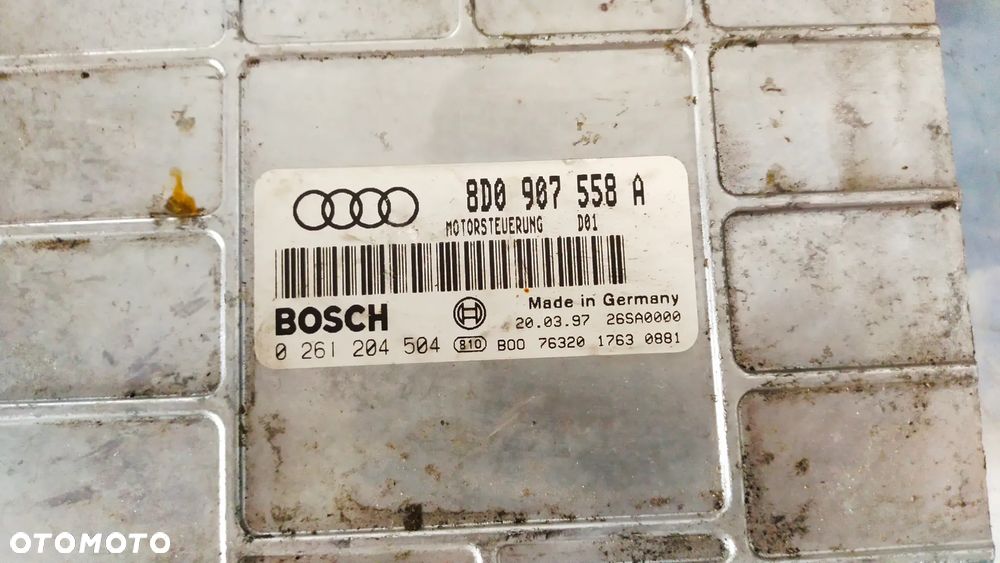 8D0 907 558 A
MOTORSTEUERUNG D01
BOSCH
Made in Germany
20.03.97 26SA0000
0 261 204 504 810 B00 76320 1763 0881
OTOMOTO